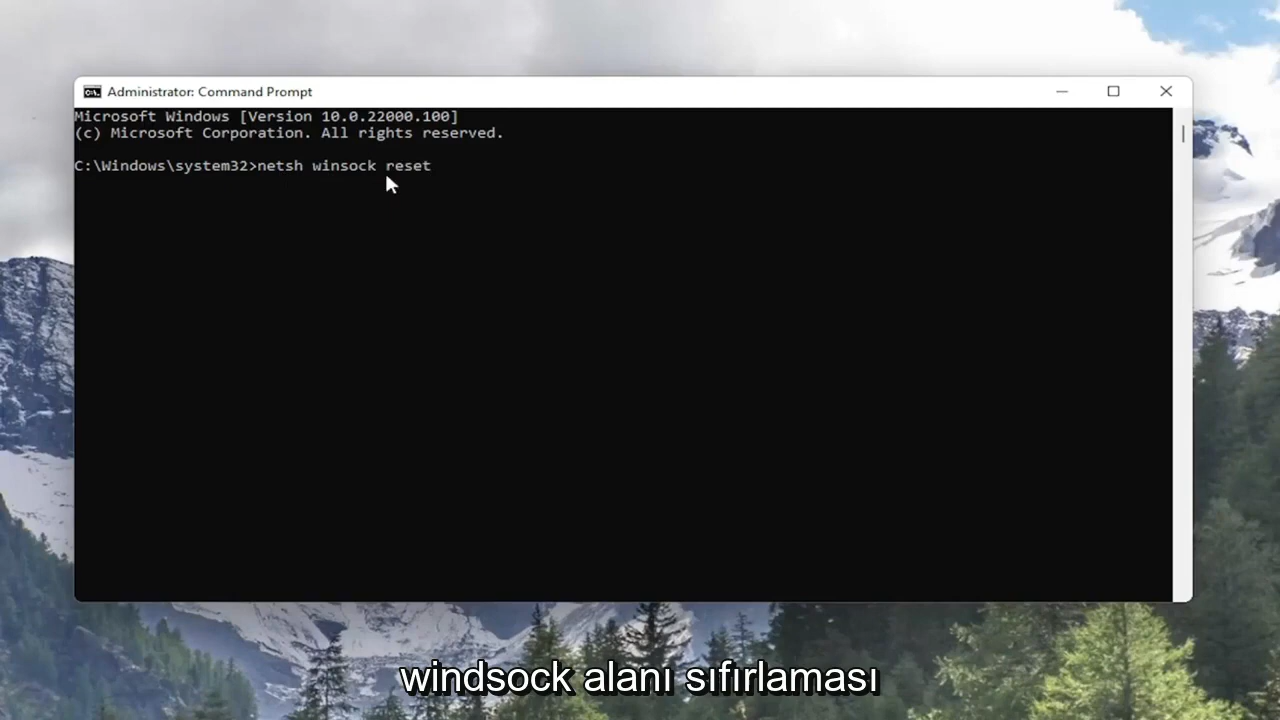 Administrator: Command Prompt
Microsoft Windows [Version 10.0.22000.100]
(c) Microsoft Corporation. All rights reserved.
C:\Windows\system32>netsh winsock reset
windsock alanı sıfırlaması